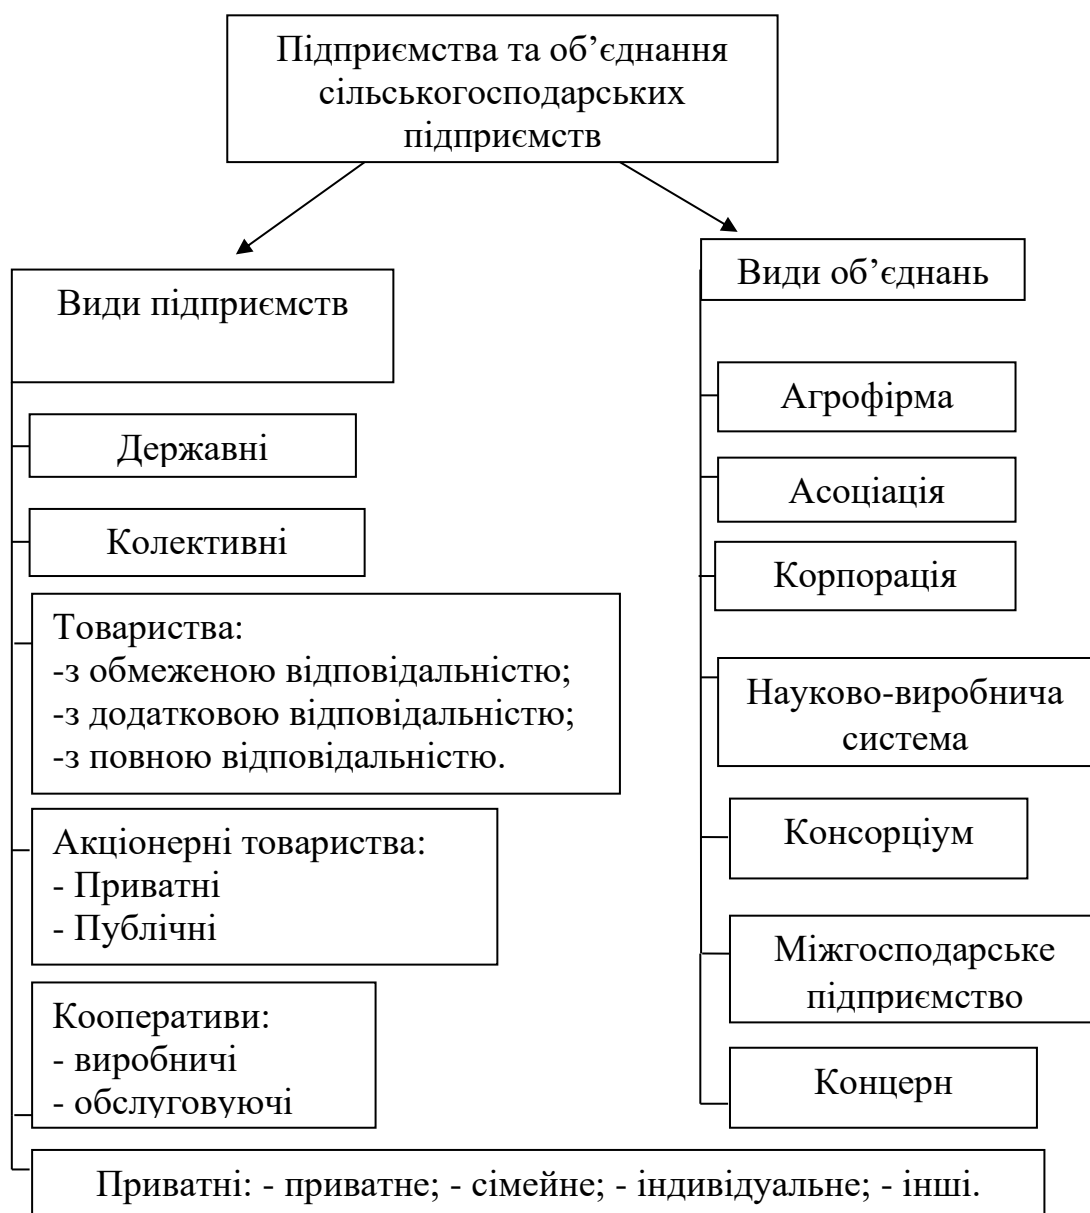 Підприємства та об’єднання
сільськогосподарських
підприємств
Види підприємств
Державні
Колективні
Товариства:
-з обмеженою відповідальністю;
-з додатковою відповідальністю;
-з повною відповідальністю.
Акціонерні товариства:
- Приватні
- Публічні
Кооперативи:
- виробничі
- обслуговуючі
Приватні: - приватне; - сімейне; - індивідуальне; - інші.
Види об’єднань
Агрофірма
Асоціація
Корпорація
Науково-виробнича
система
Консорціум
Міжгосподарське
підприємство
Концерн